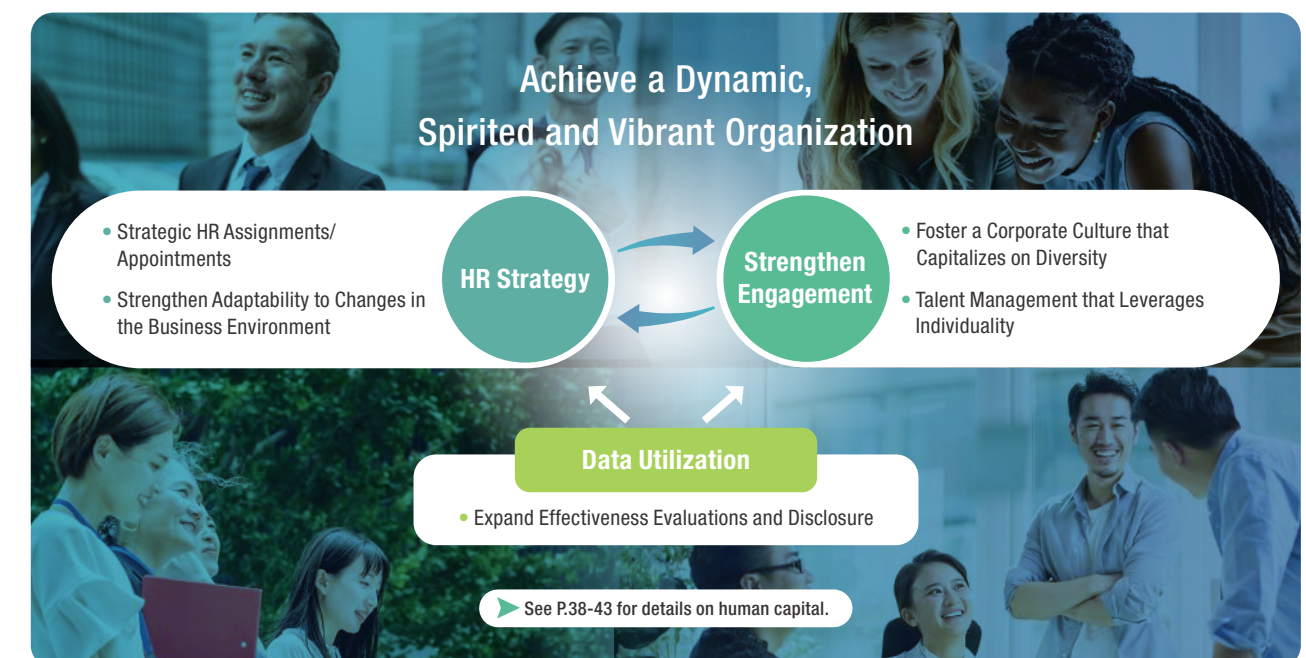 Achieve a Dynamic,
Spirited and Vibrant Organization
• Strategic HR Assignments/
Appointments
• Strengthen Adaptability to Changes in
the Business Environment
HR Strategy
Strengthen
Engagement
• Foster a Corporate Culture that
Capitalizes on Diversity
• Talent Management that Leverages
Individuality
Data Utilization
• Expand Effectiveness Evaluations and Disclosure
See P.38-43 for details on human capital.